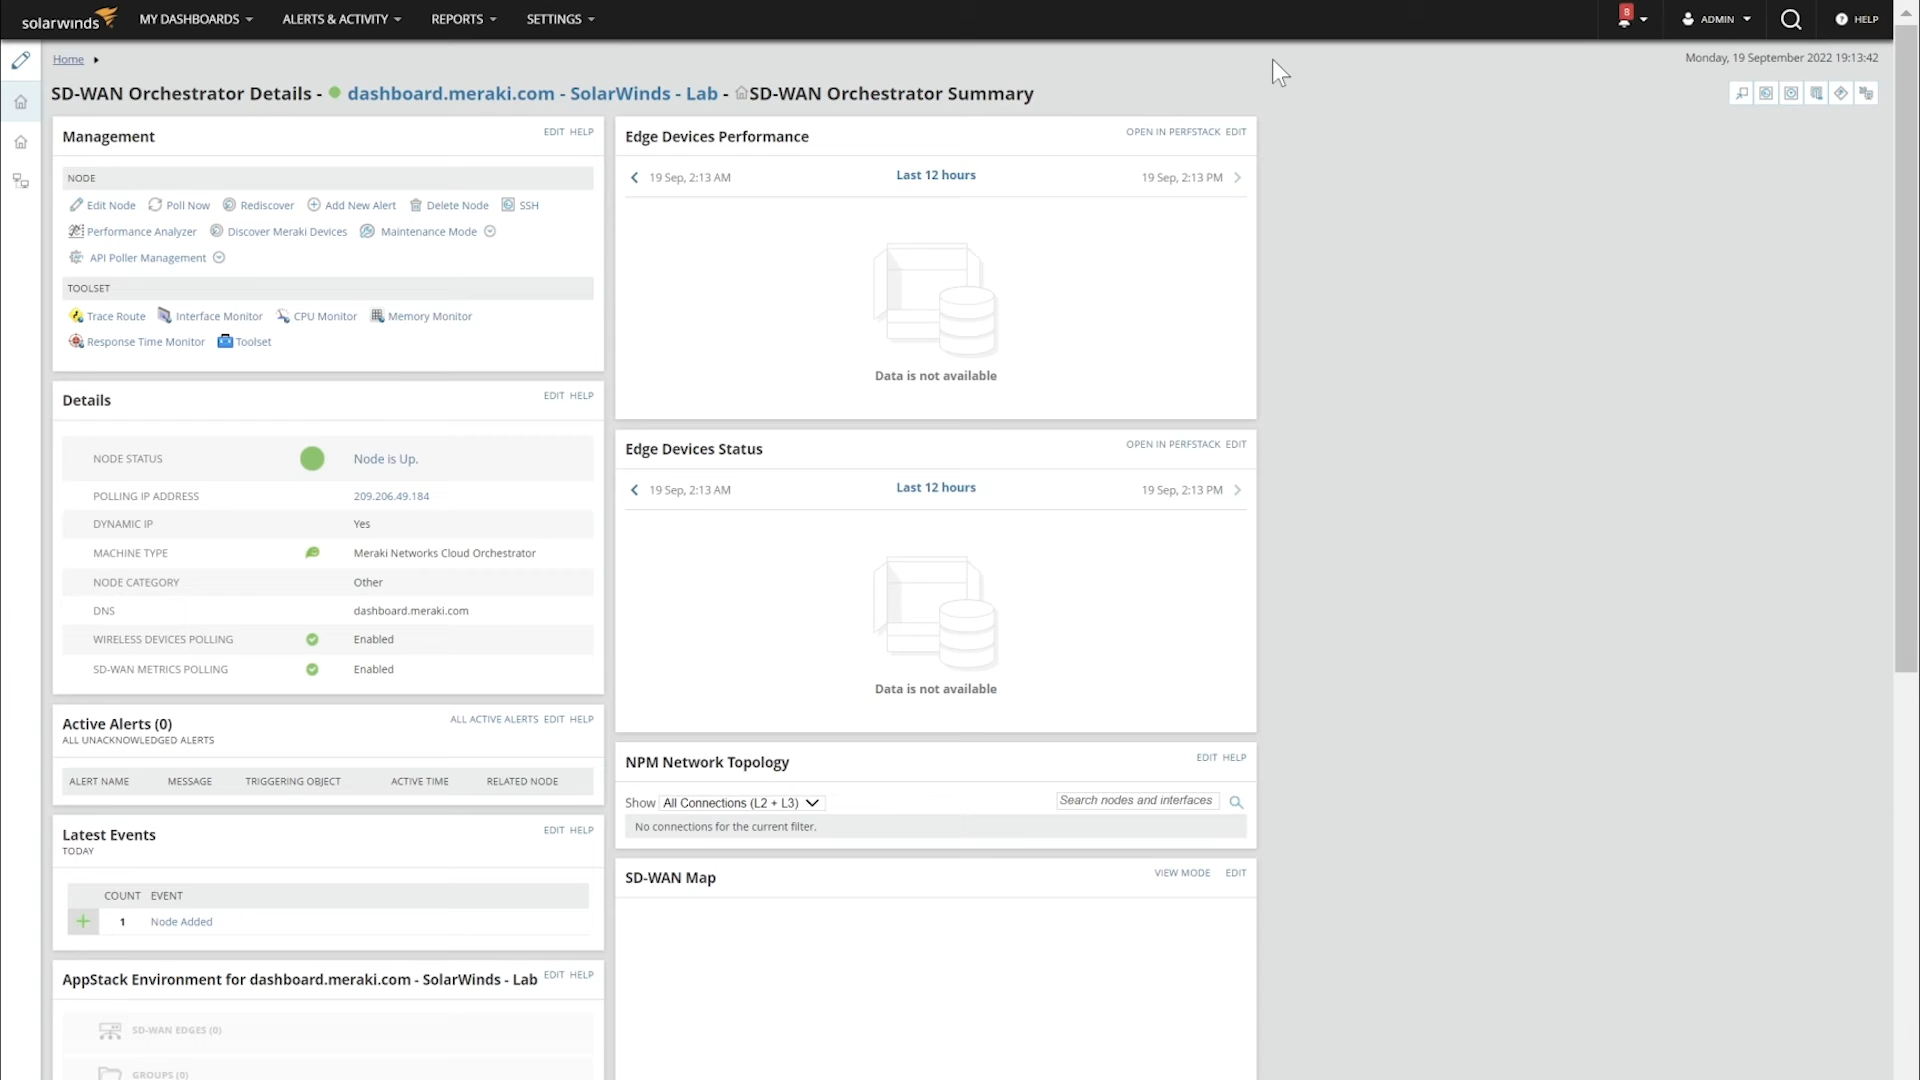 solarwinds MY DASHBOARDS ALERTS & ACTIVITY REPORTS SETTINGS 8 ADMIN HELP
Home
Monday, 19 September 2022 19:13:42
SD-WAN Orchestrator Details - dashboard.meraki.com - SolarWinds - Lab - SD-WAN Orchestrator Summary
Management EDIT HELP
NODE
Edit Node Poll Now Rediscover Add New Alert Delete Node SSH
Performance Analyzer Discover Meraki Devices Maintenance Mode
API Poller Management
TOOLSET
Trace Route Interface Monitor CPU Monitor Memory Monitor
Response Time Monitor Toolset
Details EDIT HELP
NODE STATUS Node is Up.
POLLING IP ADDRESS 209.206.49.184
DYNAMIC IP Yes
MACHINE TYPE Meraki Networks Cloud Orchestrator
NODE CATEGORY Other
DNS dashboard.meraki.com
WIRELESS DEVICES POLLING Enabled
SD-WAN METRICS POLLING Enabled
Active Alerts (0) ALL ACTIVE ALERTS EDIT HELP
ALL UNACKNOWLEDGED ALERTS
ALERT NAME MESSAGE TRIGGERING OBJECT ACTIVE TIME RELATED NODE
Latest Events EDIT HELP
TODAY
COUNT EVENT
1 Node Added
AppStack Environment for dashboard.meraki.com - SolarWinds - Lab EDIT HELP
SD-WAN EDGES (0)
GROUPS (0)
Edge Devices Performance OPEN IN PERFSTACK EDIT
19 Sep, 2:13 AM Last 12 hours 19 Sep, 2:13 PM
Data is not available
Edge Devices Status OPEN IN PERFSTACK EDIT
19 Sep, 2:13 AM Last 12 hours 19 Sep, 2:13 PM
Data is not available
NPM Network Topology EDIT HELP
Show All Connections (L2 + L3) Search nodes and interfaces
No connections for the current filter.
SD-WAN Map VIEW MODE EDIT